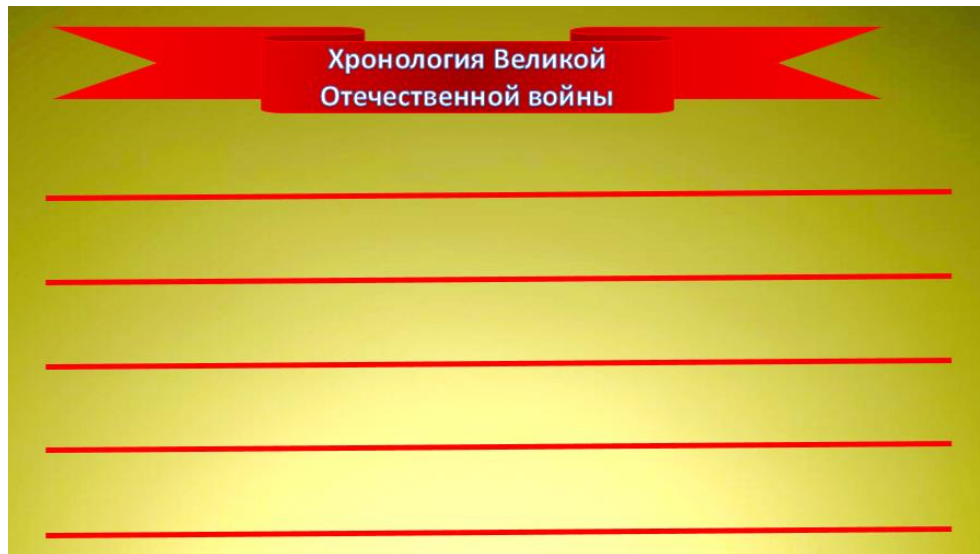 Хронология Великой
Отечественной войны